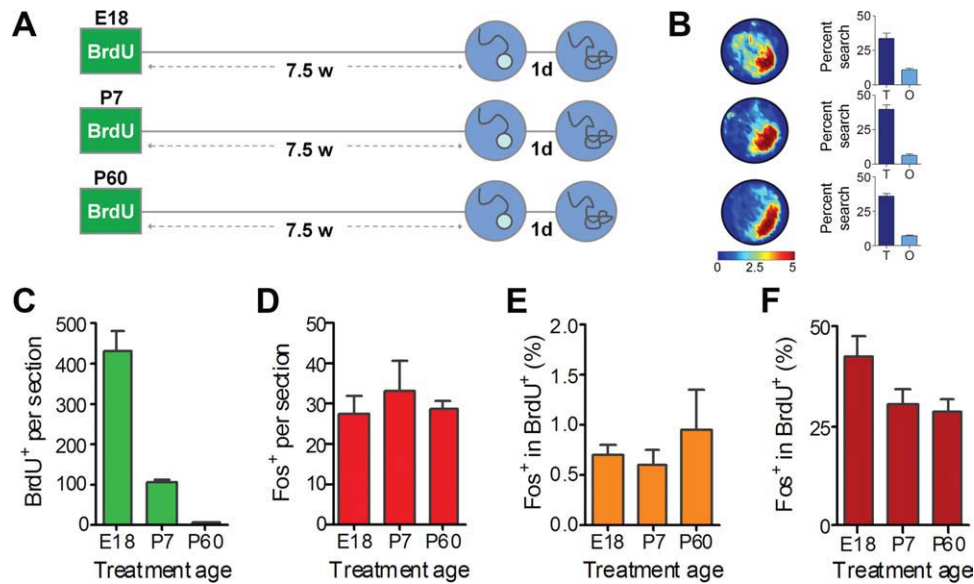 A
E18
BrdU
7.5 w
1d
P7
BrdU
7.5 w
1d
P60
BrdU
7.5 w
1d
B
Percent search
50
25
0
T O
Percent search
50
25
0
T O
Percent search
50
25
0
T O
0 2.5 5
C
BrdU+ per section
500
400
300
200
100
0
E18 P7 P60
Treatment age
D
Fos+ per section
50
40
30
20
10
0
E18 P7 P60
Treatment age
E
Fos+ in BrdU+ (%)
2.0
1.5
1.0
0.5
0.0
E18 P7 P60
Treatment age
F
Fos+ in BrdU+ (%)
50
25
0
E18 P7 P60
Treatment age